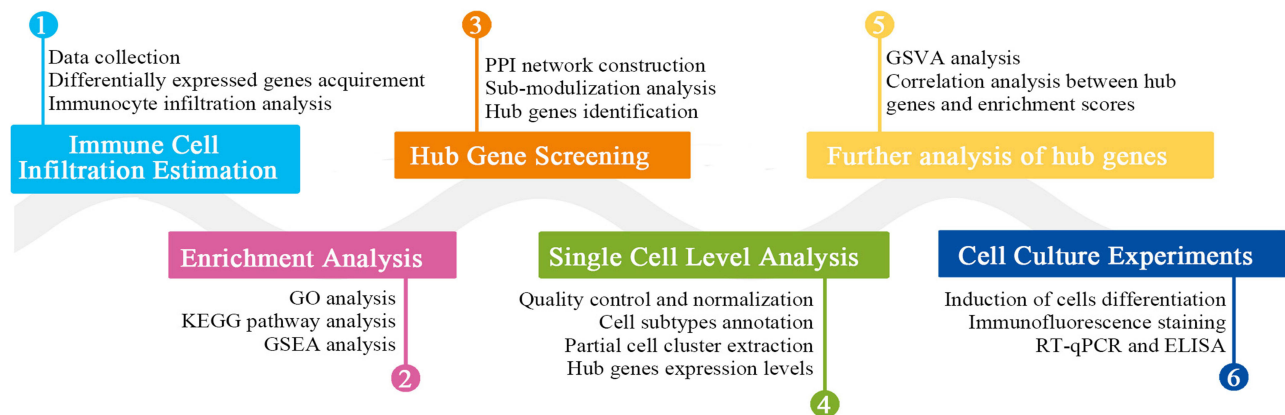 1
Data collection
Differentially expressed genes acquirement
Immunocyte infiltration analysis
Immune Cell
Infiltration Estimation
Enrichment Analysis
GO analysis
KEGG pathway analysis
GSEA analysis
2
3
PPI network construction
Sub-modulization analysis
Hub genes identification
Hub Gene Screening
Single Cell Level Analysis
Quality control and normalization
Cell subtypes annotation
Partial cell cluster extraction
Hub genes expression levels
4
5
GSVA analysis
Correlation analysis between hub
genes and enrichment scores
Further analysis of hub genes
Cell Culture Experiments
Induction of cells differentiation
Immunofluorescence staining
RT-qPCR and ELISA
6